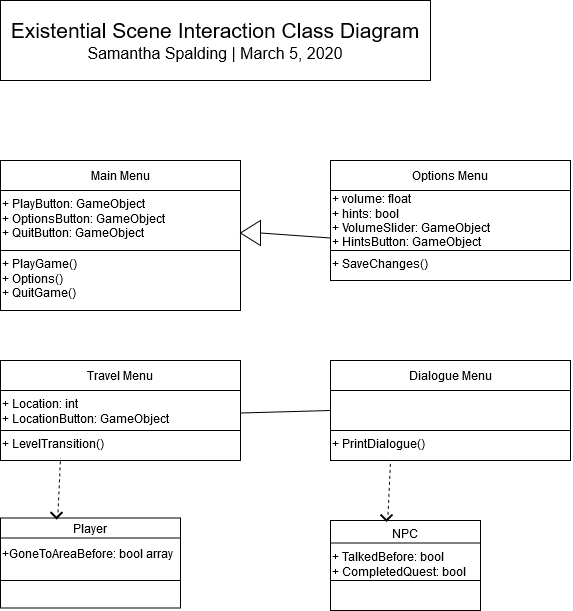 Existential Scene Interaction Class Diagram
Samantha Spalding | March 5, 2020
Main Menu
+ PlayButton: GameObject
+ OptionsButton: GameObject
+ QuitButton: GameObject
+ PlayGame()
+ Options()
+ QuitGame()
Options Menu
+ volume: float
+ hints: bool
+ VolumeSlider: GameObject
+ HintsButton: GameObject
+ SaveChanges()
Travel Menu
+ Location: int
+ LocationButton: GameObject
+ LevelTransition()
Dialogue Menu
+ PrintDialogue()
Player
+GoneToAreaBefore: bool array
NPC
+ TalkedBefore: bool
+ CompletedQuest: bool